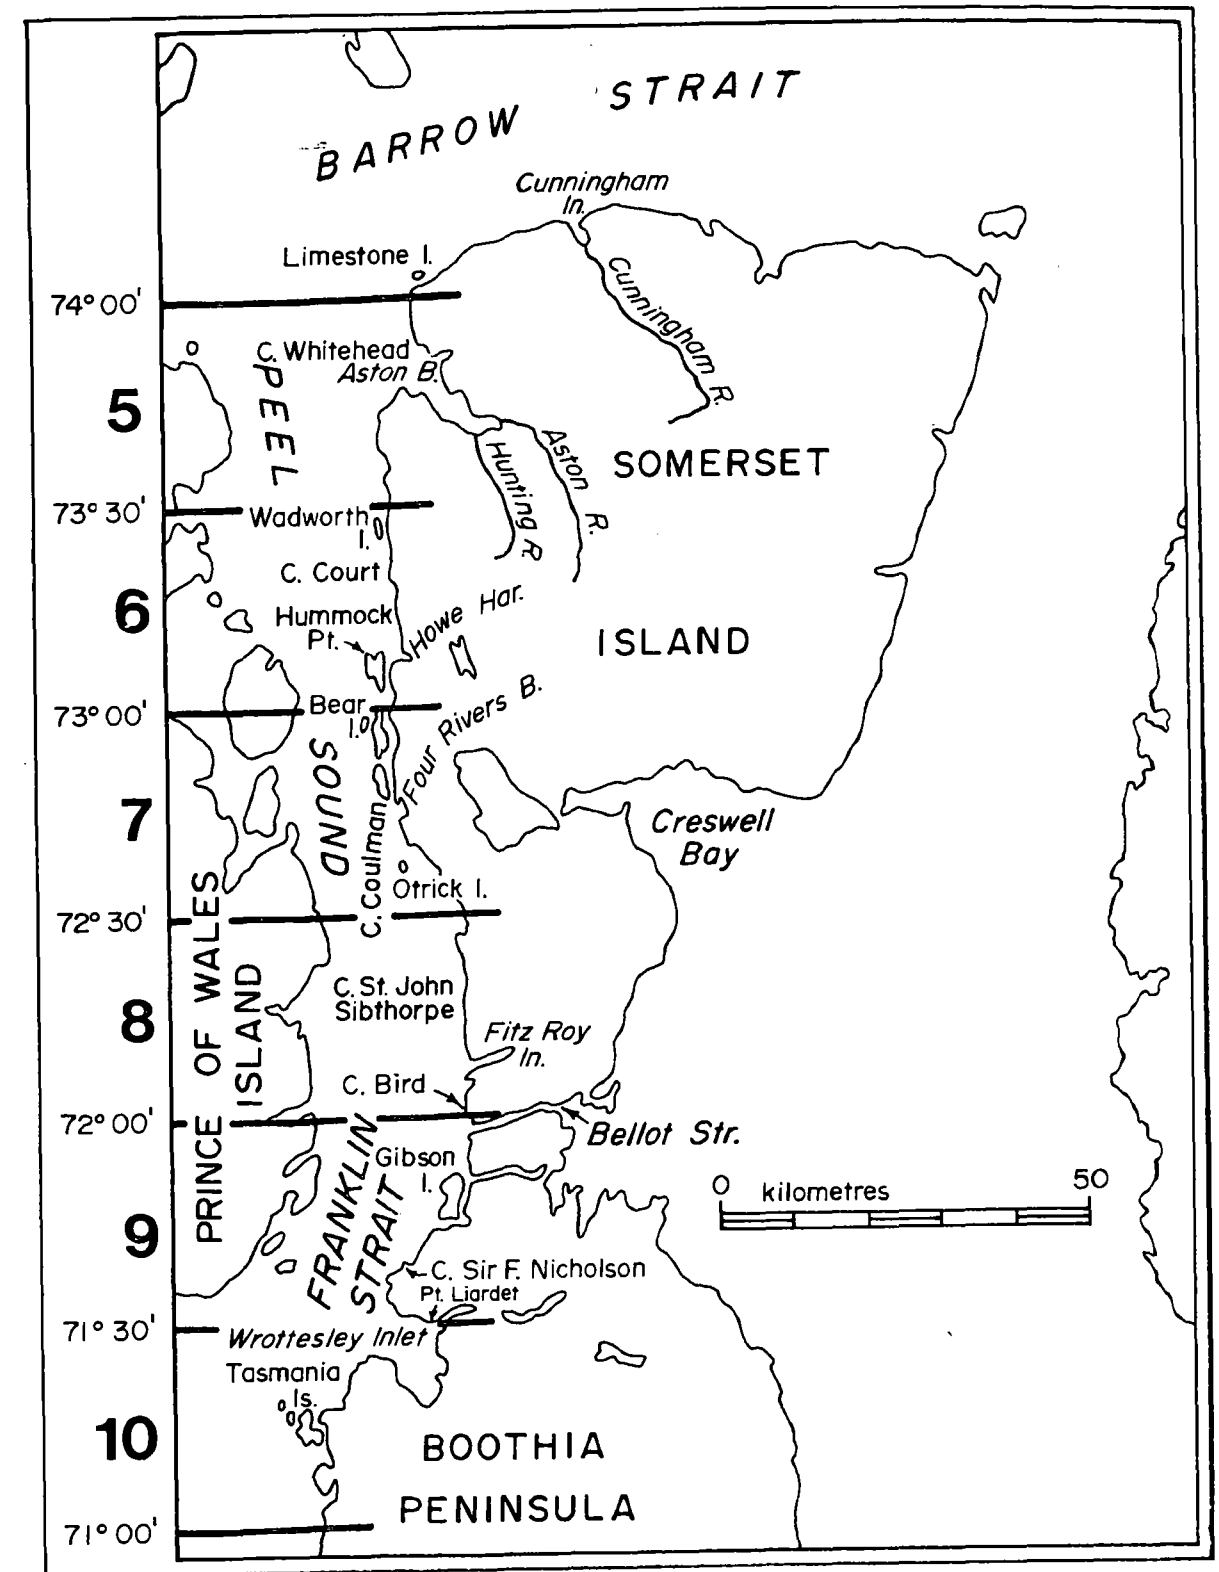 BARROW STRAIT
Cunningham
In.
Limestone I.
Cunningham R.
74° 00'
C. Whitehead
Aston B.
PEEL
5
Hunting R.
Aston R.
SOMERSET
73° 30'
Wadworth
I.
C. Court
6
Hummock
Pt.
Howe Har.
ISLAND
73° 00'
Bear
I.
Four Rivers B.
SOUND
7
C. Coulman
Creswell
Bay
Otrick I.
72° 30'
PRINCE OF WALES
ISLAND
C. St. John
Sibthorpe
8
Fitz Roy
In.
C. Bird
72° 00'
Bellot Str.
FRANKLIN
STRAIT
Gibson
I.
0 kilometres 50
9
C. Sir F. Nicholson
Pt. Liardet
71° 30'
Wrottesley Inlet
Tasmania
Is.
10
BOOTHIA
PENINSULA
71° 00'